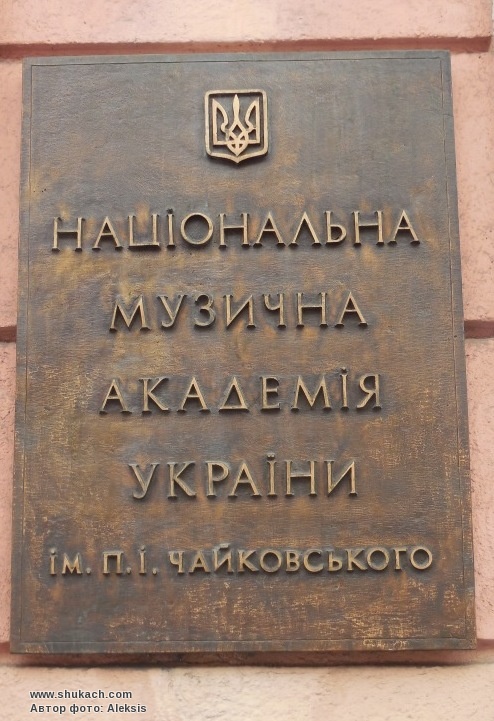 НАЦІОНАЛЬНА
МУЗИЧНА
АКАДЕМІЯ
УКРАЇНИ
ІМ. П. І. ЧАЙКОВСЬКОГО
www.shukach.com
Автор фото: Aleksis